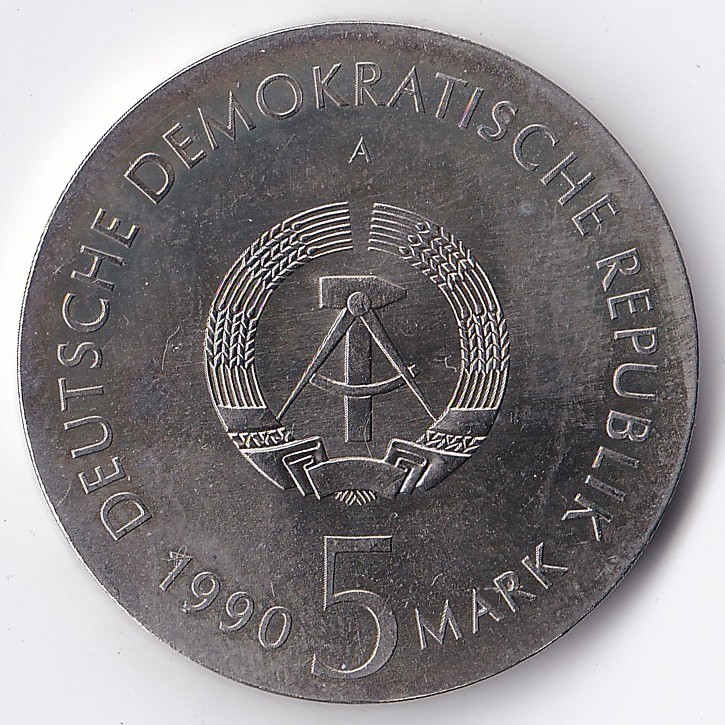 DEUTSCHE DEMOKRATISCHE REPUBLIK
A
1990 5 MARK